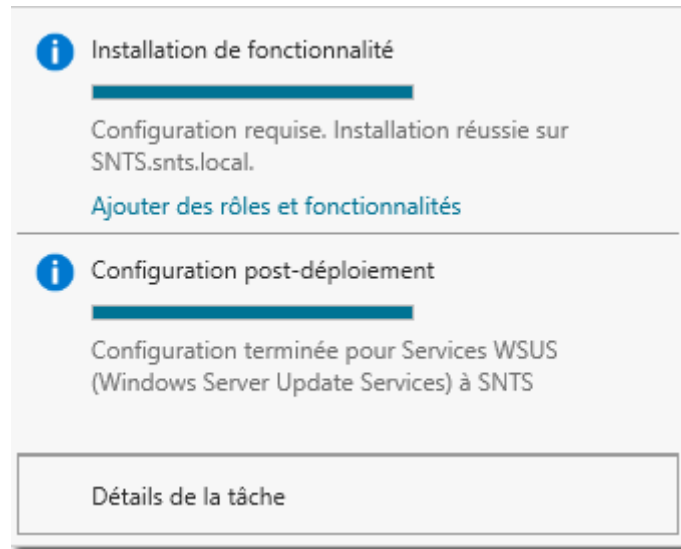 Installation de fonctionnalité
Configuration requise. Installation réussie sur
SNTS.snts.local.
Ajouter des rôles et fonctionnalités
Configuration post-déploiement
Configuration terminée pour Services WSUS
(Windows Server Update Services) à SNTS
Détails de la tâche